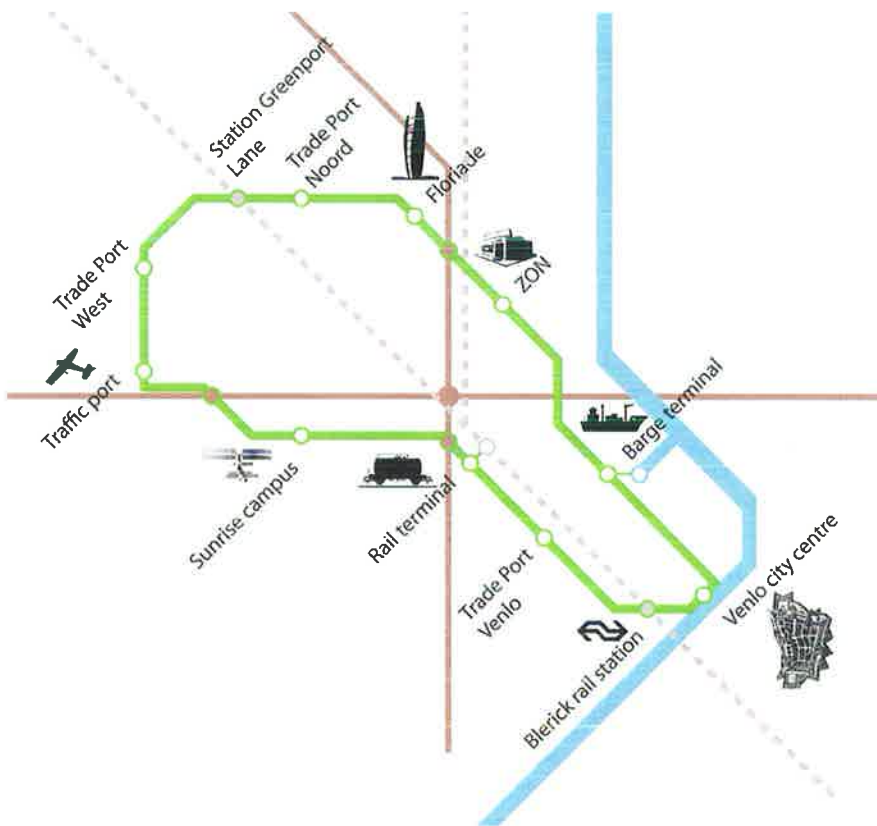 Station Greenport
Lane
Trade Port
Noord
Floriade
ZON
Trade Port
West
Traffic port
Barge terminal
Sunrise campus
Rail terminal
Trade Port
Venlo
Venlo city centre
Blerick rail station